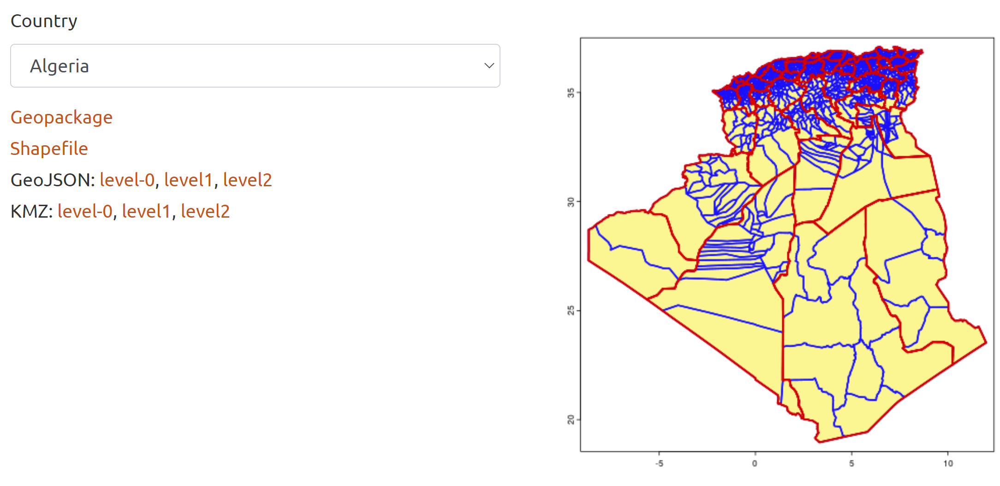 Country
Algeria
Geopackage
Shapefile
GeoJSON: level-0, level1, level2
KMZ: level-0, level1, level2
35
30
25
20
-5 0 5 10